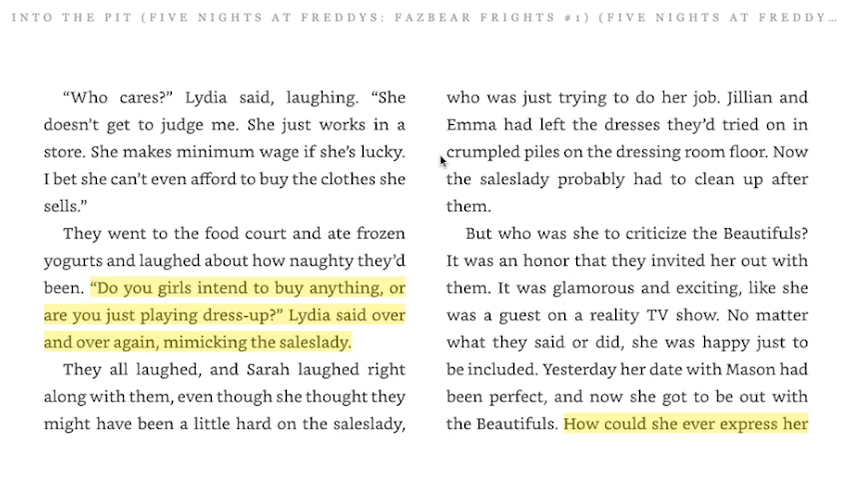 INTO THE PIT (FIVE NIGHTS AT FREDDYS: FAZBEAR FRIGHTS #1) (FIVE NIGHTS AT FREDDY...
“Who cares?” Lydia said, laughing. “She
doesn’t get to judge me. She just works in a
store. She makes minimum wage if she’s lucky.
I bet she can’t even afford to buy the clothes she
sells.”
They went to the food court and ate frozen
yogurts and laughed about how naughty they’d
been. “Do you girls intend to buy anything, or
are you just playing dress-up?” Lydia said over
and over again, mimicking the saleslady.
They all laughed, and Sarah laughed right
along with them, even though she thought they
might have been a little hard on the saleslady,
who was just trying to do her job. Jillian and
Emma had left the dresses they’d tried on in
crumpled piles on the dressing room floor. Now
the saleslady probably had to clean up after
them.
But who was she to criticize the Beautifuls?
It was an honor that they invited her out with
them. It was glamorous and exciting, like she
was a guest on a reality TV show. No matter
what they said or did, she was happy just to
be included. Yesterday her date with Mason had
been perfect, and now she got to be out with
the Beautifuls. How could she ever express her